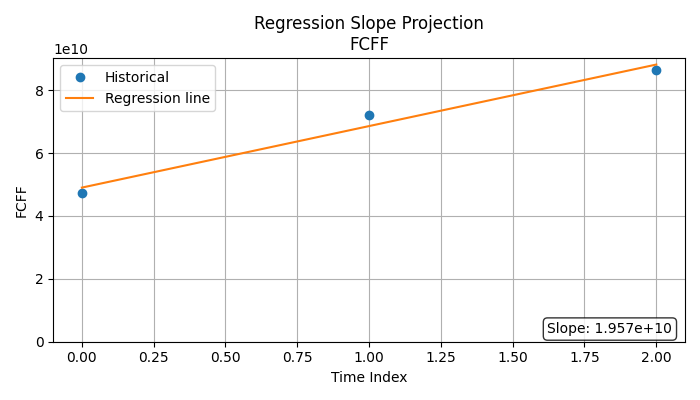 Regression Slope Projection
FCFF
1e10
Historical
Regression line
8
6
4
2
0
FCFF
Slope: 1.957e+10
0.00 0.25 0.50 0.75 1.00 1.25 1.50 1.75 2.00
Time Index